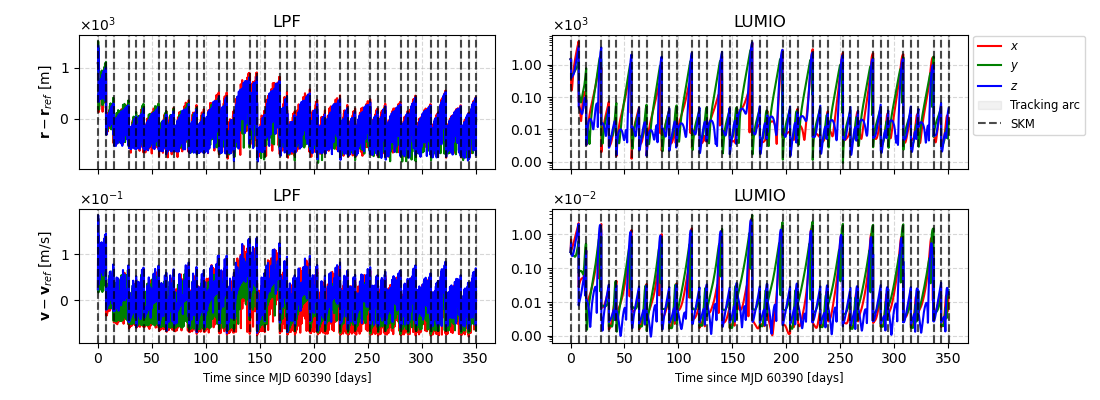 LPF
×10³
r − r_ref [m]
1
0
LUMIO
×10³
1.00
0.10
0.01
0.00
x
y
z
Tracking arc
SKM
LPF
×10⁻¹
v − v_ref [m/s]
1
0
0 50 100 150 200 250 300 350
Time since MJD 60390 [days]
LUMIO
×10⁻²
1.00
0.10
0.01
0.00
0 50 100 150 200 250 300 350
Time since MJD 60390 [days]